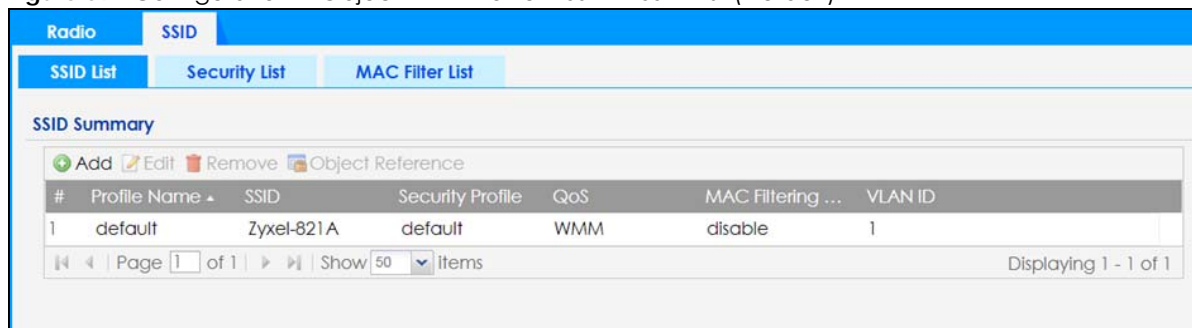 Radio SSID
SSID List Security List MAC Filter List
SSID Summary
Add Edit Remove Object Reference
# Profile Name SSID Security Profile QoS MAC Filtering ... VLAN ID
1 default Zyxel-821A default WMM disable 1
Page 1 of 1 Show 50 items Displaying 1 - 1 of 1